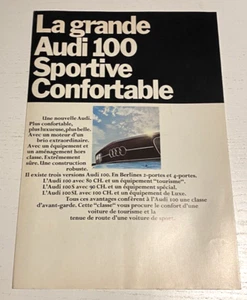 La grande
Audi 100
Sportive
Confortable
Une nouvelle Audi.
Plus confortable,
plus luxueuse, plus belle.
Avec un moteur d'un
brio extraordinaire.
Avec un équipement et
un aménagement hors
classe. Extrêmement
sûre. Une construction
robuste.
Il existe trois versions Audi 100. En Berlines 2-portes et 4-portes.
L'Audi 100 avec 80 CH. et un équipement "tourisme".
L'Audi 100 S avec 90 CH. et un équipement spécial.
L'Audi 100 SL avec 100 CH. et un équipement de Luxe.
Tous ces avantages confèrent à l'Audi 100 une classe
d'avant-garde. Cette "classe" vous procure le confort d'une
voiture de tourisme et la
tenue de route d'une voiture de sport.